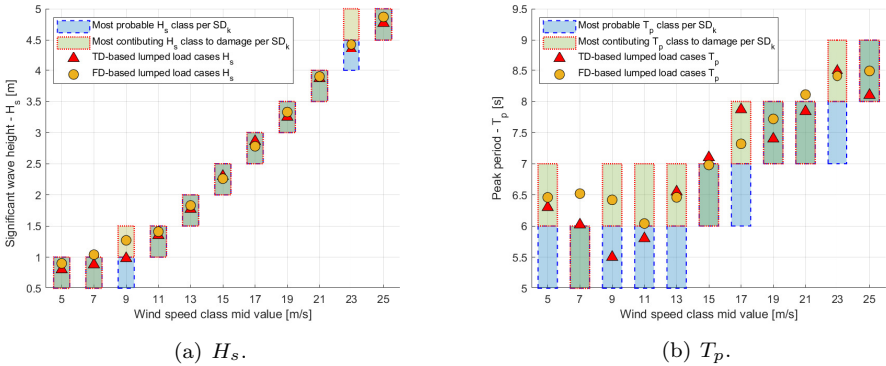 Most probable Hs class per SDk
Most contibuting Hs class to damage per SDk
TD-based lumped load cases Hs
FD-based lumped load cases Hs
Significant wave height - Hs [m]
5
4.5
4
3.5
3
2.5
2
1.5
1
0.5
5 7 9 11 13 15 17 19 21 23 25
Wind speed class mid value [m/s]
(a) Hs.
Most probable Tp class per SDk
Most contributing Tp class to damage per SDk
TD-based lumped load cases Tp
FD-based lumped load cases Tp
Peak period - Tp [s]
9.5
9
8.5
8
7.5
7
6.5
6
5.5
5
5 7 9 11 13 15 17 19 21 23 25
Wind speed class mid value [m/s]
(b) Tp.